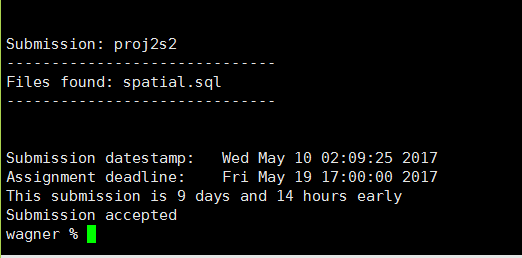 Submission: proj2s2
------------------------------
Files found: spatial.sql
------------------------------
Submission datestamp:   Wed May 10 02:09:25 2017
Assignment deadline:    Fri May 19 17:00:00 2017
This submission is 9 days and 14 hours early
Submission accepted
wagner %